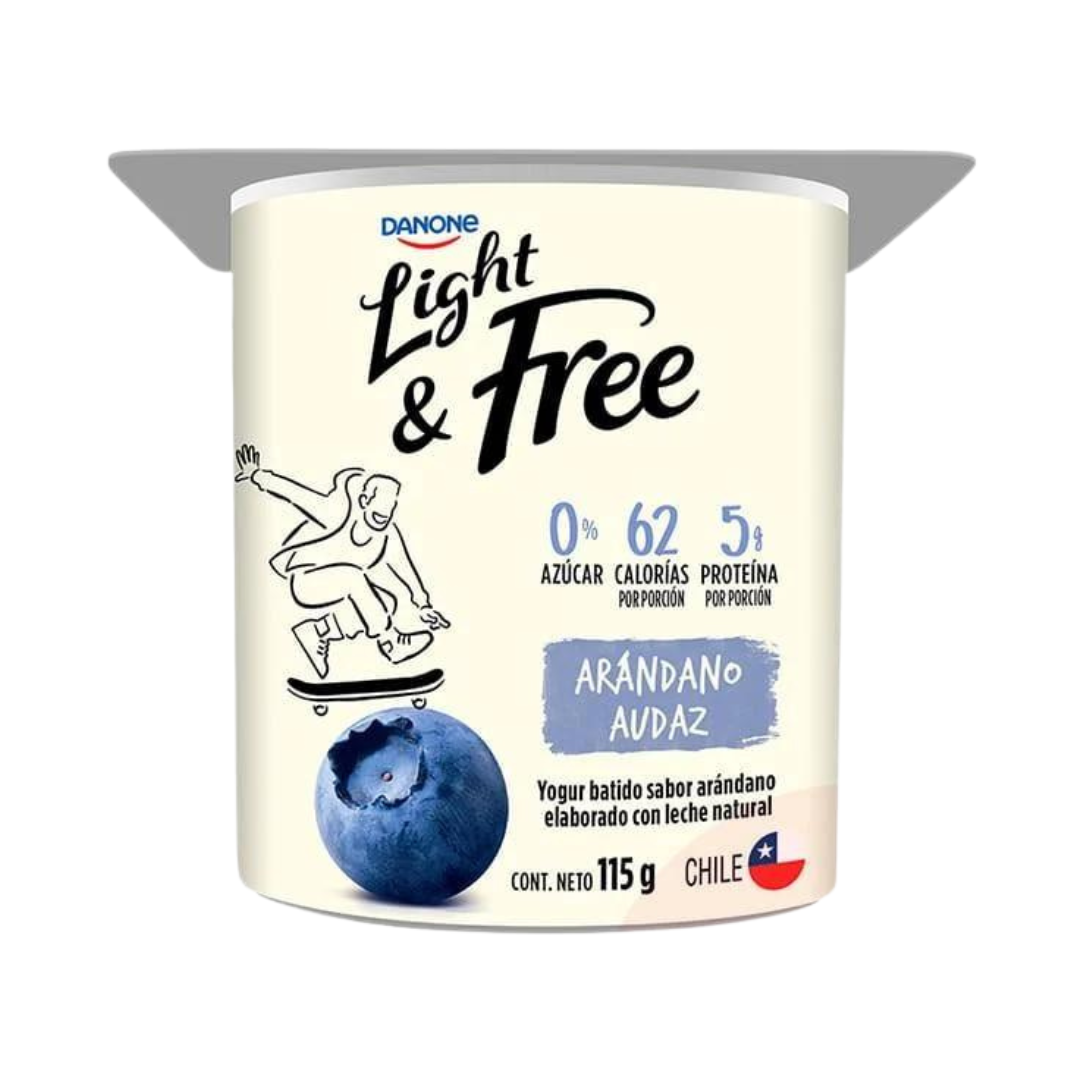 DANONE
Light
& Free
0% 62 5g
AZÚCAR CALORÍAS PROTEÍNA
POR PORCIÓN POR PORCIÓN
ARÁNDANO
AUDAZ
Yogur batido sabor arándano
elaborado con leche natural
CONT. NETO 115 g CHILE